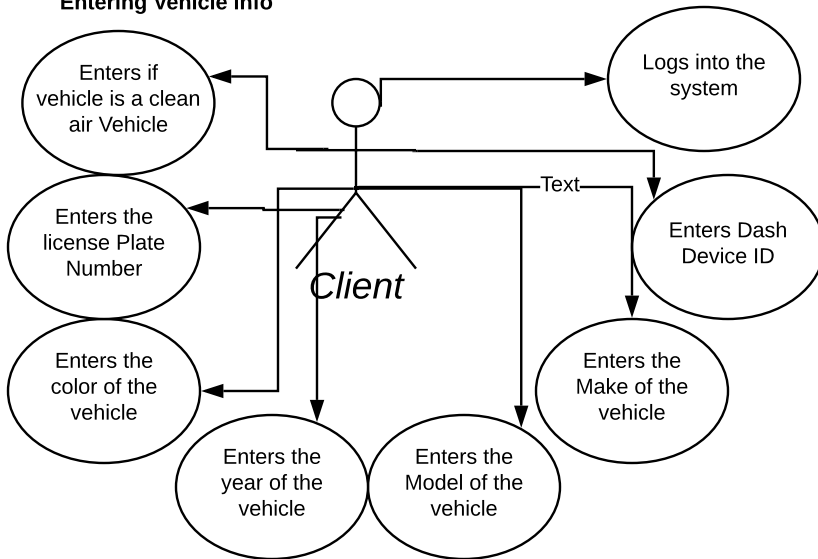 Entering Vehicle Info
Enters if
vehicle is a clean
air Vehicle
Logs into the
system
Text
Enters the
license Plate
Number
Enters Dash
Device ID
Client
Enters the
color of the
vehicle
Enters the
Make of the
vehicle
Enters the
year of the
vehicle
Enters the
Model of the
vehicle